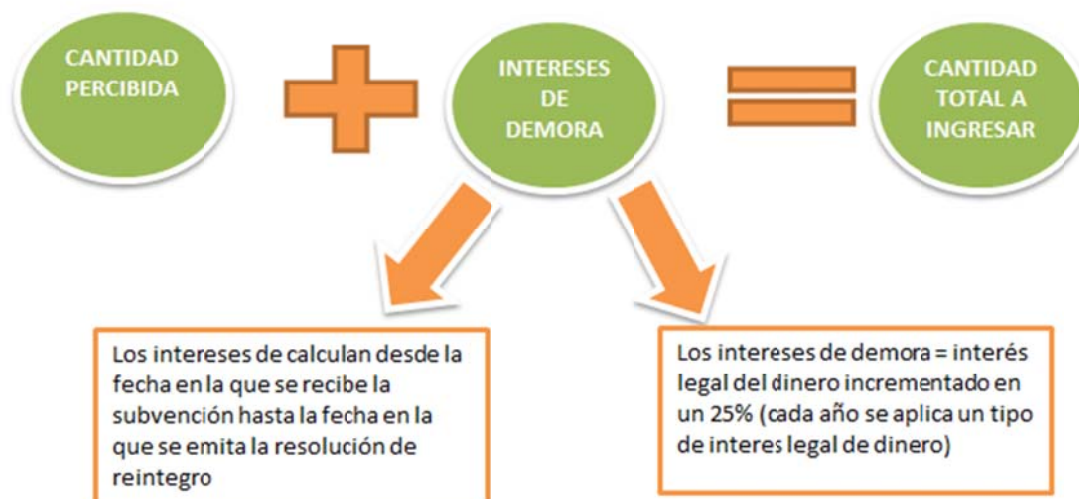 CANTIDAD
PERCIBIDA
INTERESES
DE
DEMORA
CANTIDAD
TOTAL A
INGRESAR
Los intereses de calculan desde la
fecha en la que se recibe la
subvención hasta la fecha en la
que se emita la resolución de
reintegro
Los intereses de demora = interés
legal del dinero incrementado en
un 25% (cada año se aplica un tipo
de interes legal de dinero)